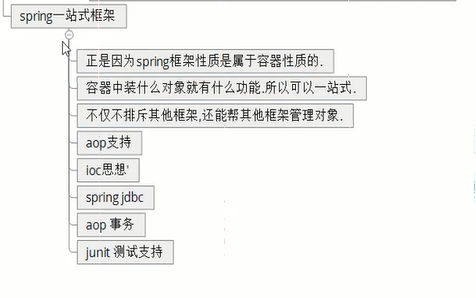 spring一站式框架
正是因为spring框架性质是属于容器性质的.
容器中装什么对象就有什么功能.所以可以一站式.
不仅不排斥其他框架,还能帮其他框架管理对象.
aop支持
ioc思想'
spring jdbc
aop 事务
junit 测试支持